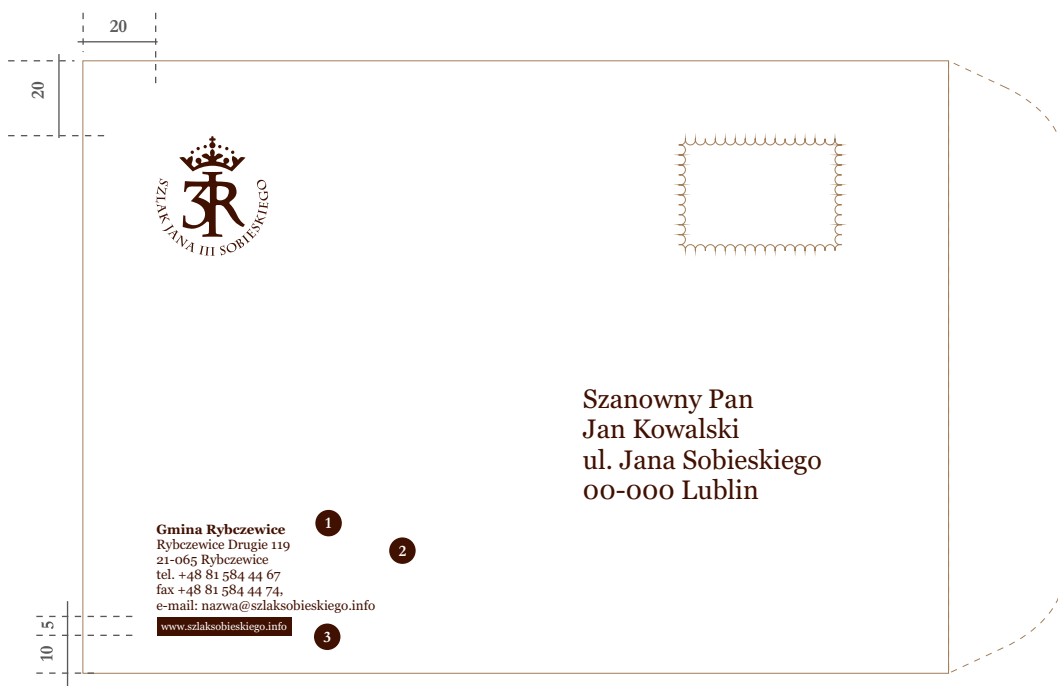 20
20
3IR
SZLAK JANA III SOBIESKIEGO
Szanowny Pan
Jan Kowalski
ul. Jana Sobieskiego
00-000 Lublin
Gmina Rybczewice
Rybczewice Drugie 119
21-065 Rybczewice
tel. +48 81 584 44 67
fax +48 81 584 44 74,
e-mail: nazwa@szlaksobieskiego.info
www.szlaksobieskiego.info
1
2
3
5
10